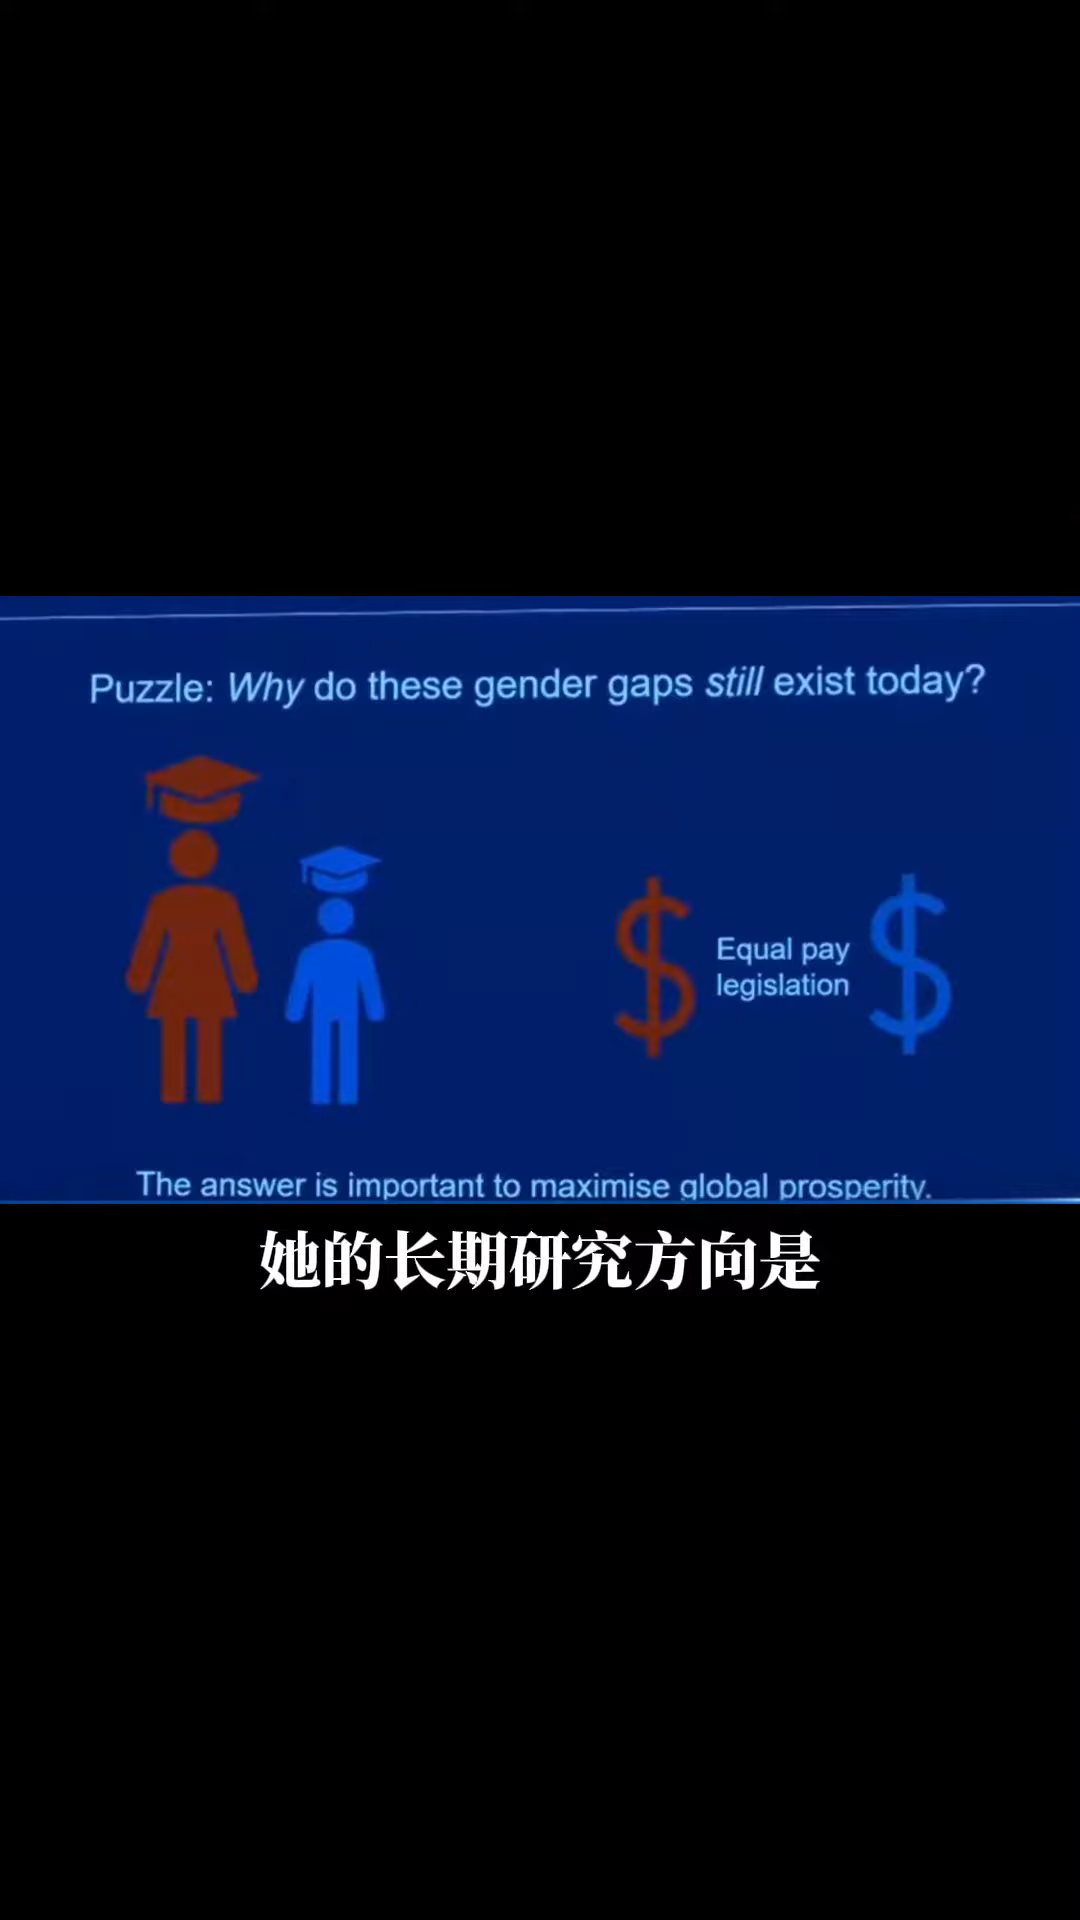 Puzzle: Why do these gender gaps still exist today?
Equal pay
legislation
The answer is important to maximise global prosperity.
她的长期研究方向是